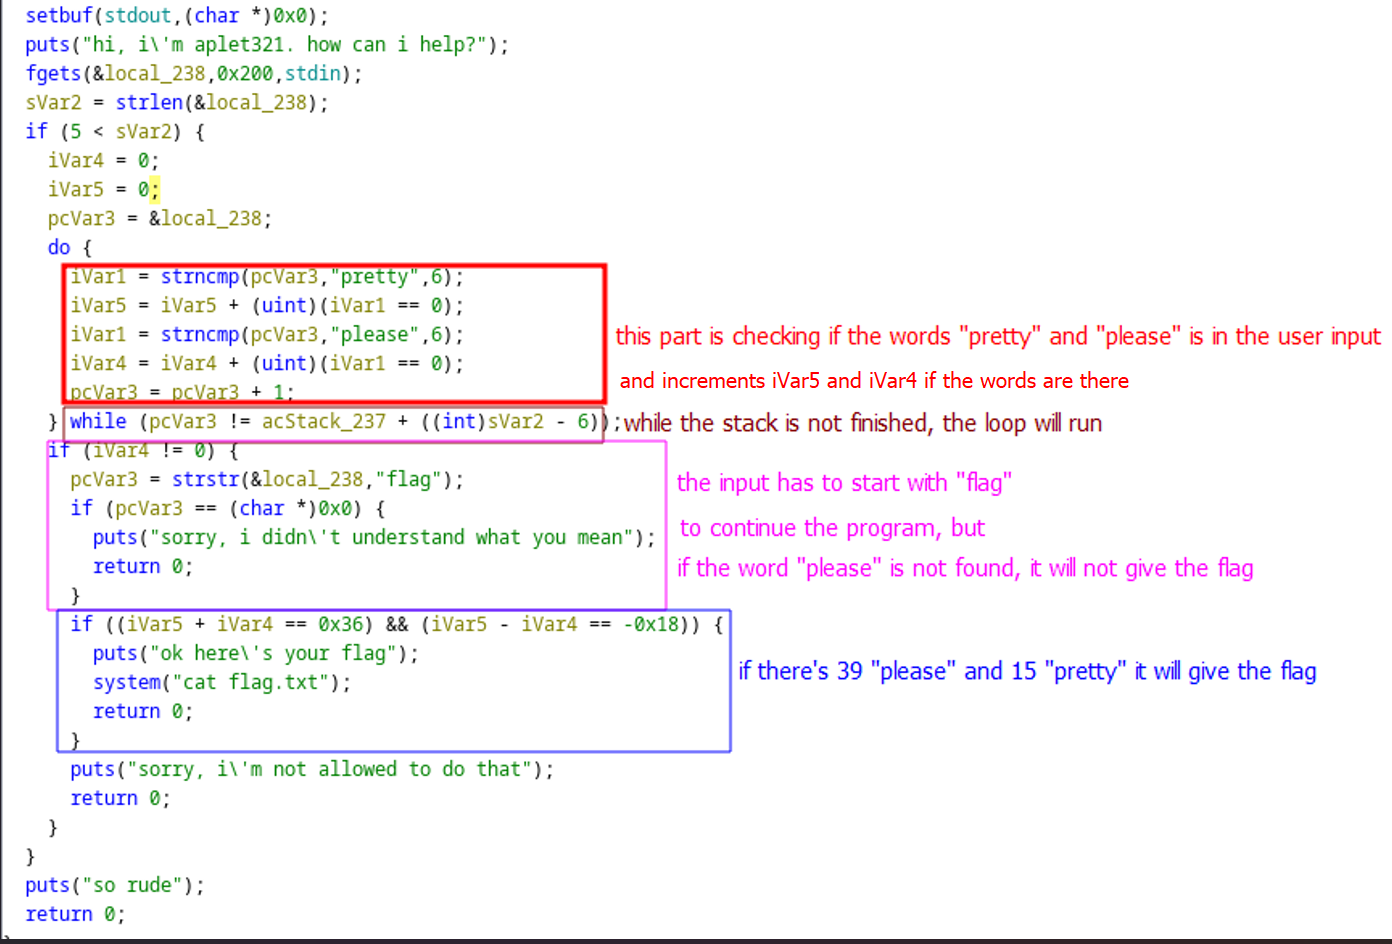 setbuf(stdout,(char *)0x0);
puts("hi, i\'m aplet321. how can i help?");
fgets(&local_238,0x200,stdin);
sVar2 = strlen(&local_238);
if (5 < sVar2) {
iVar4 = 0;
iVar5 = 0;
pcVar3 = &local_238;
do {
iVar1 = strncmp(pcVar3,"pretty",6);
iVar5 = iVar5 + (uint)(iVar1 == 0);
iVar1 = strncmp(pcVar3,"please",6);
this part is checking if the words "pretty" and "please" is in the user input
iVar4 = iVar4 + (uint)(iVar1 == 0);
and increments iVar5 and iVar4 if the words are there
pcVar3 = pcVar3 + 1;
} while (pcVar3 != acStack_237 + ((int)sVar2 - 6));
while the stack is not finished, the loop will run
if (iVar4 != 0) {
pcVar3 = strstr(&local_238,"flag");
the input has to start with "flag"
if (pcVar3 == (char *)0x0) {
to continue the program, but
puts("sorry, i didn\'t understand what you mean");
return 0;
if the word "please" is not found, it will not give the flag
}
if ((iVar5 + iVar4 == 0x36) && (iVar5 - iVar4 == -0x18)) {
puts("ok here\'s your flag");
if there's 39 "please" and 15 "pretty" it will give the flag
system("cat flag.txt");
return 0;
}
puts("sorry, i\'m not allowed to do that");
return 0;
}
}
puts("so rude");
return 0;